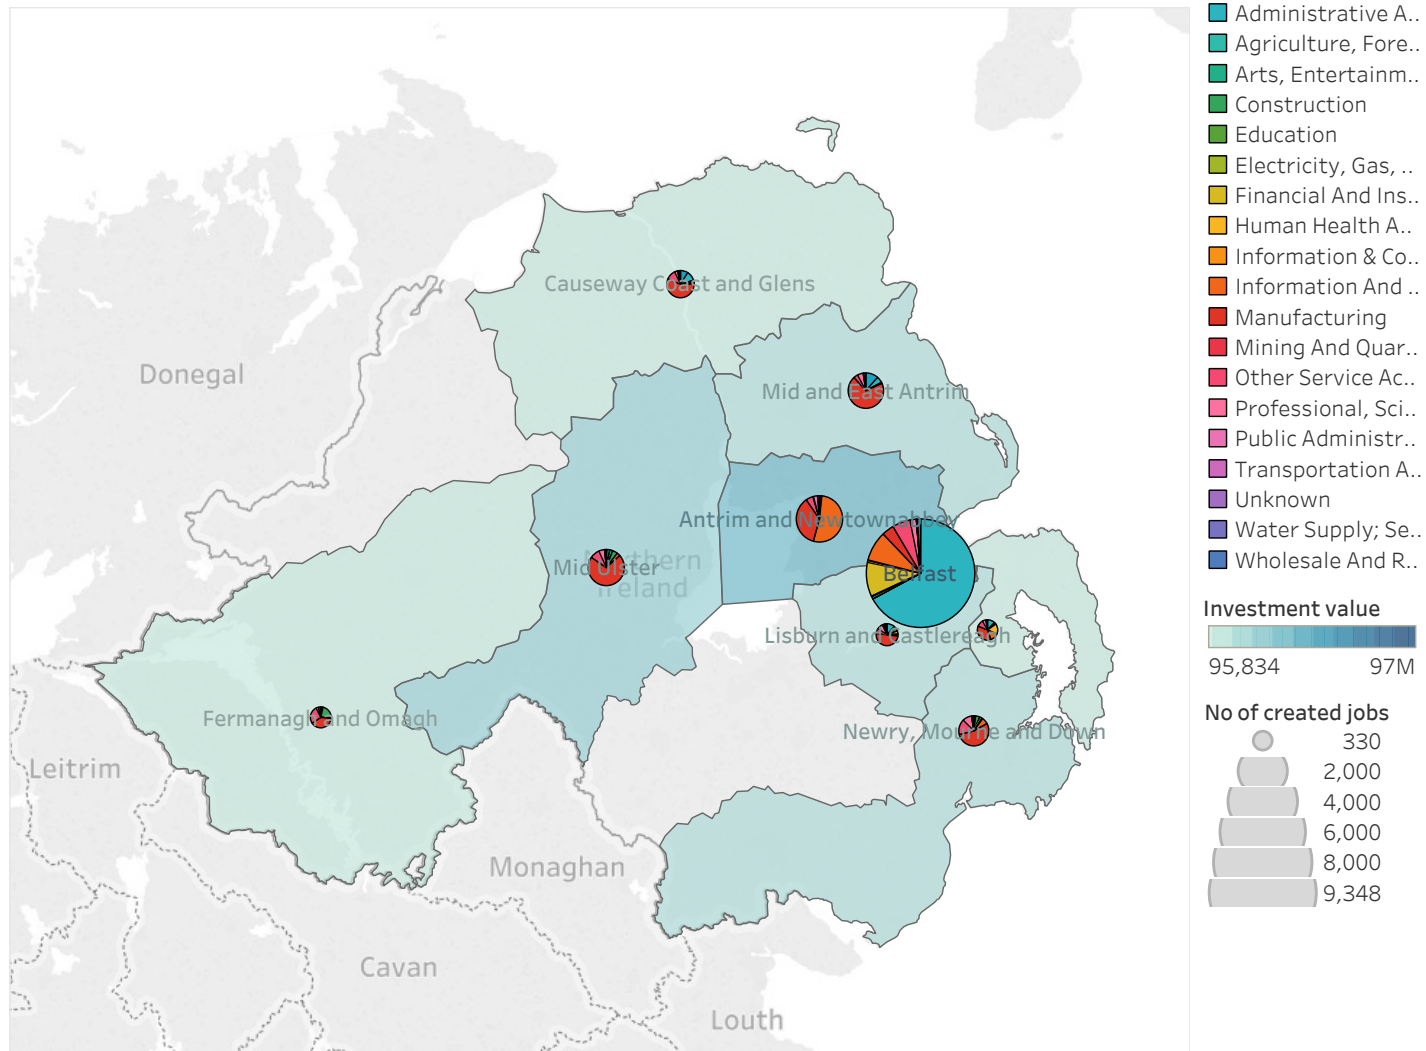 Causeway Coast and Glens
Donegal
Mid and East Antrim
Antrim and Newtownabbey
Mid Ulster
Northern
Ireland
Belfast
Lisburn and Castlereagh
Fermanagh and Omagh
Newry, Mourne and Down
Leitrim
Monaghan
Cavan
Louth
Administrative A..
Agriculture, Fore..
Arts, Entertainm..
Construction
Education
Electricity, Gas, ..
Financial And Ins..
Human Health A..
Information & Co..
Information And ..
Manufacturing
Mining And Quar..
Other Service Ac..
Professional, Sci..
Public Administr..
Transportation A..
Unknown
Water Supply; Se..
Wholesale And R..
Investment value
95,834 97M
No of created jobs
330
2,000
4,000
6,000
8,000
9,348